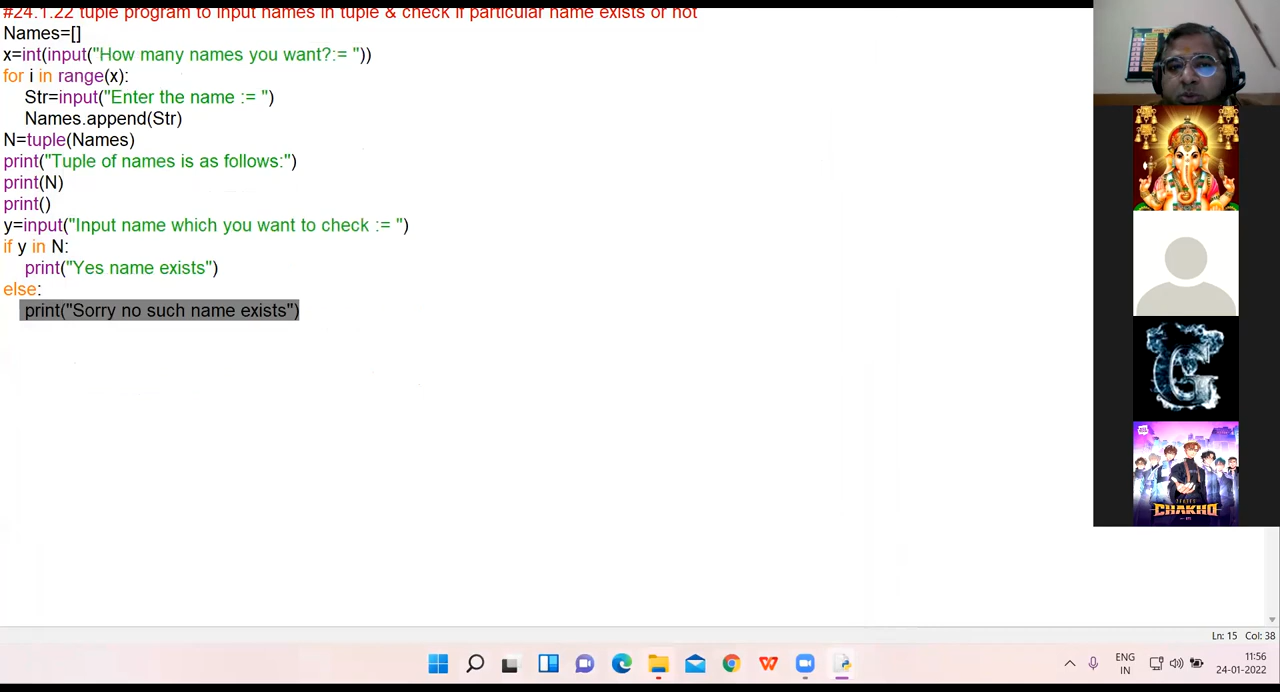 #24.1.22 tuple program to input names in tuple & check if particular name exists or not
Names=[]
x=int(input("How many names you want?:= "))
for i in range(x):
    Str=input("Enter the name := ")
    Names.append(Str)
N=tuple(Names)
print("Tuple of names is as follows:")
print(N)
print()
y=input("Input name which you want to check := ")
if y in N:
    print("Yes name exists")
else:
    print("Sorry no such name exists")
G
CHAKHO
Ln: 15 Col: 38
ENG
IN
11:56
24-01-2022